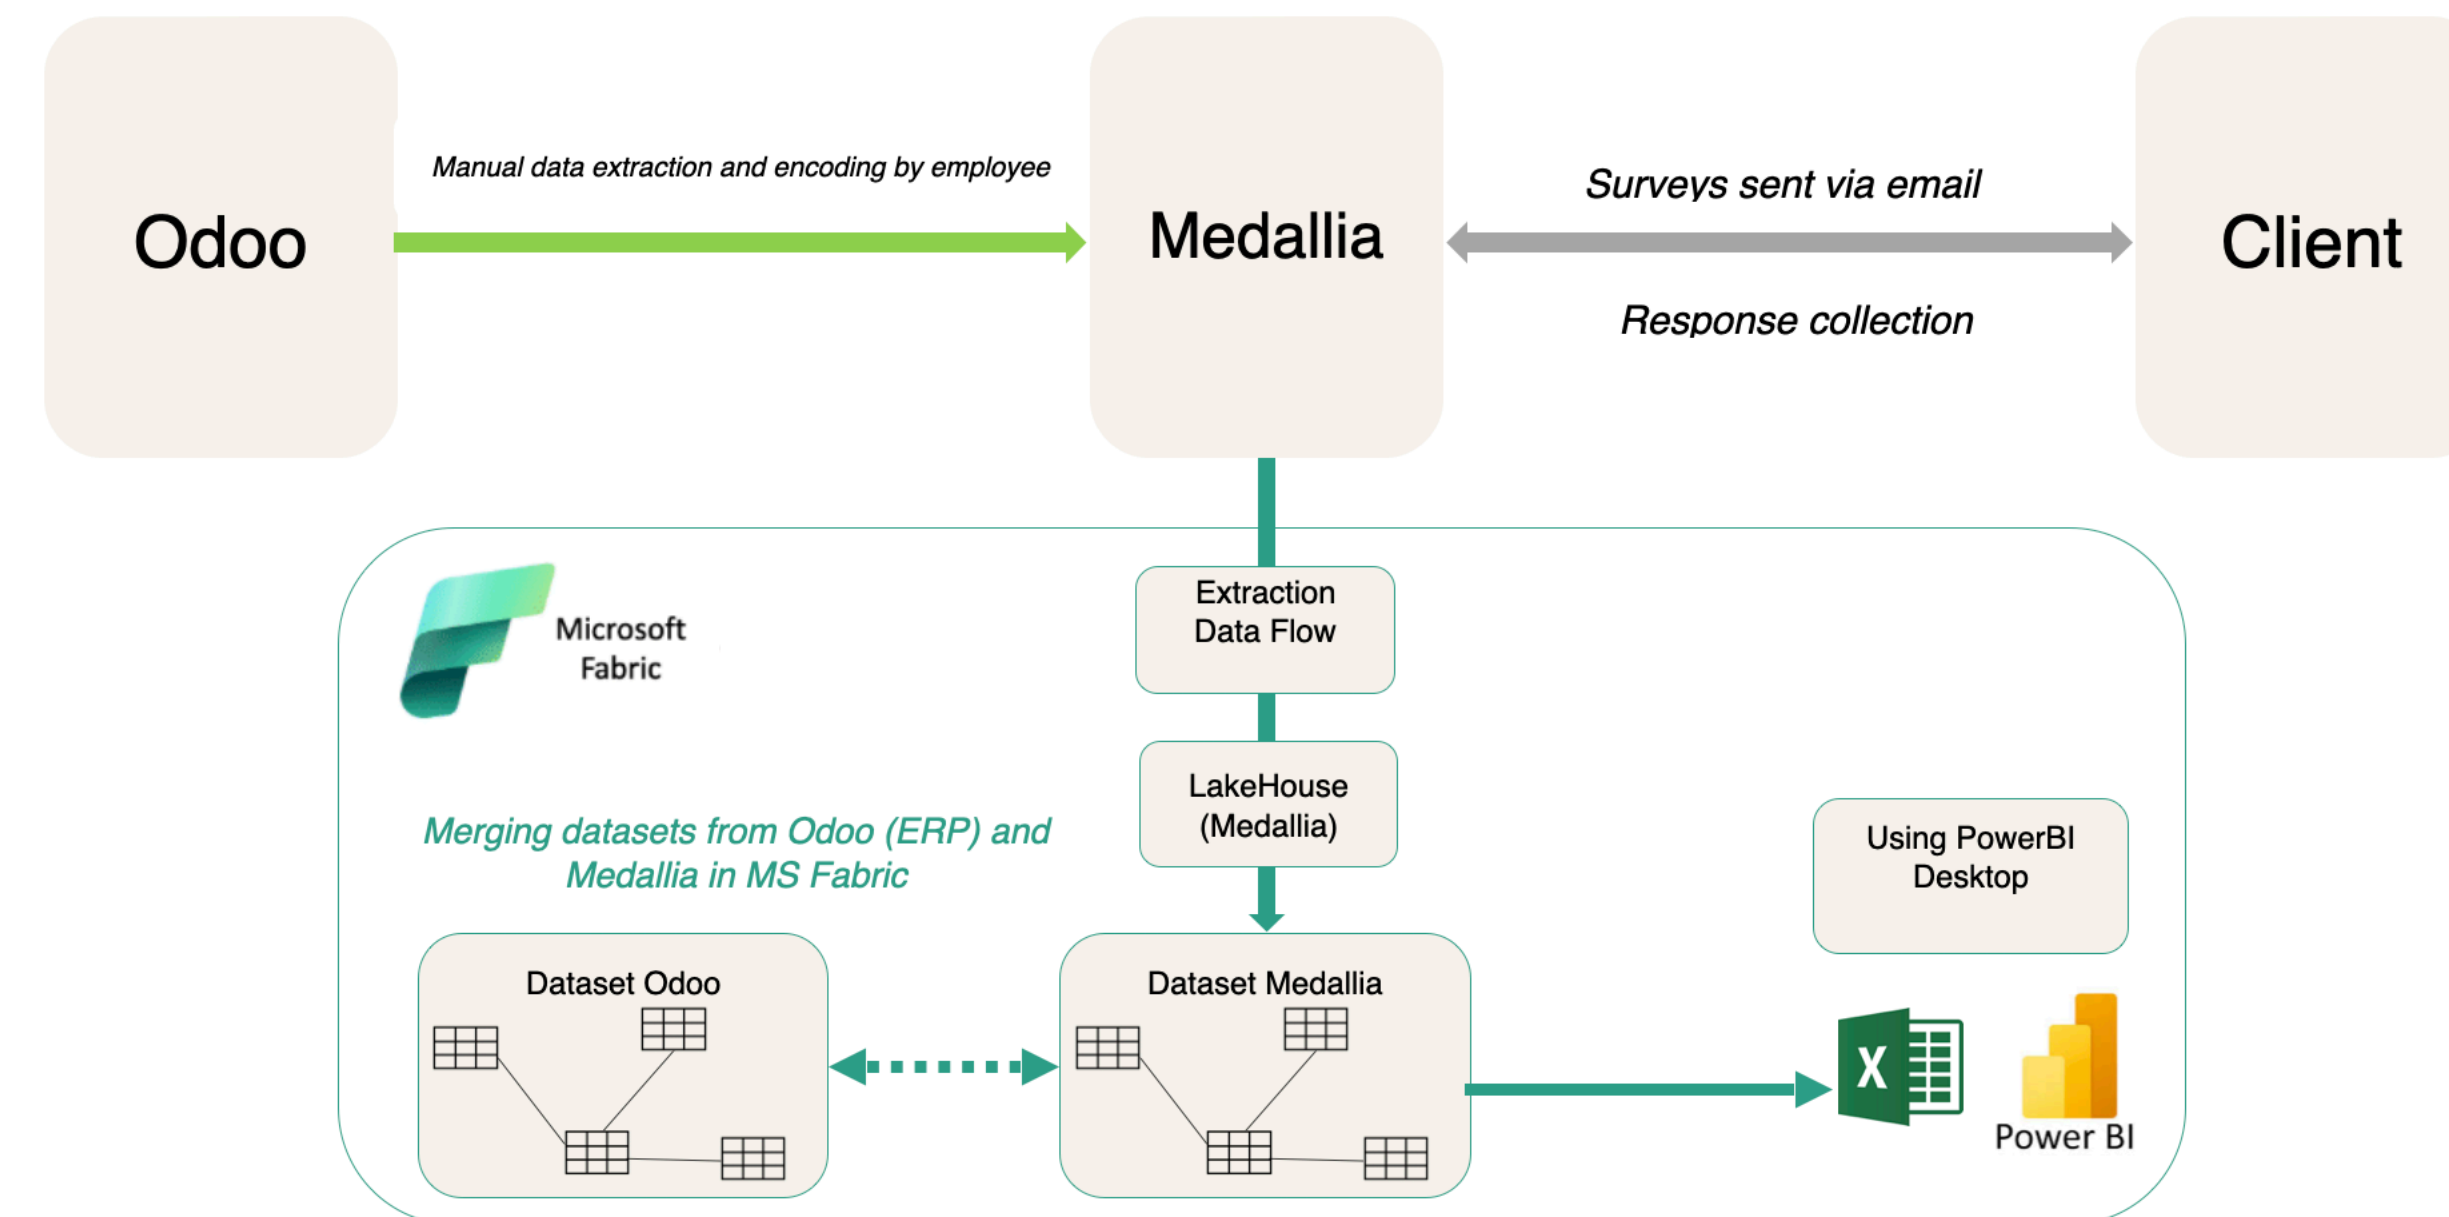 Odoo
Manual data extraction and encoding by employee
Medallia
Surveys sent via email
Response collection
Client
Microsoft
Fabric
Extraction
Data Flow
LakeHouse
(Medallia)
Merging datasets from Odoo (ERP) and
Medallia in MS Fabric
Using PowerBI
Desktop
Dataset Odoo
Dataset Medallia
X
Power BI